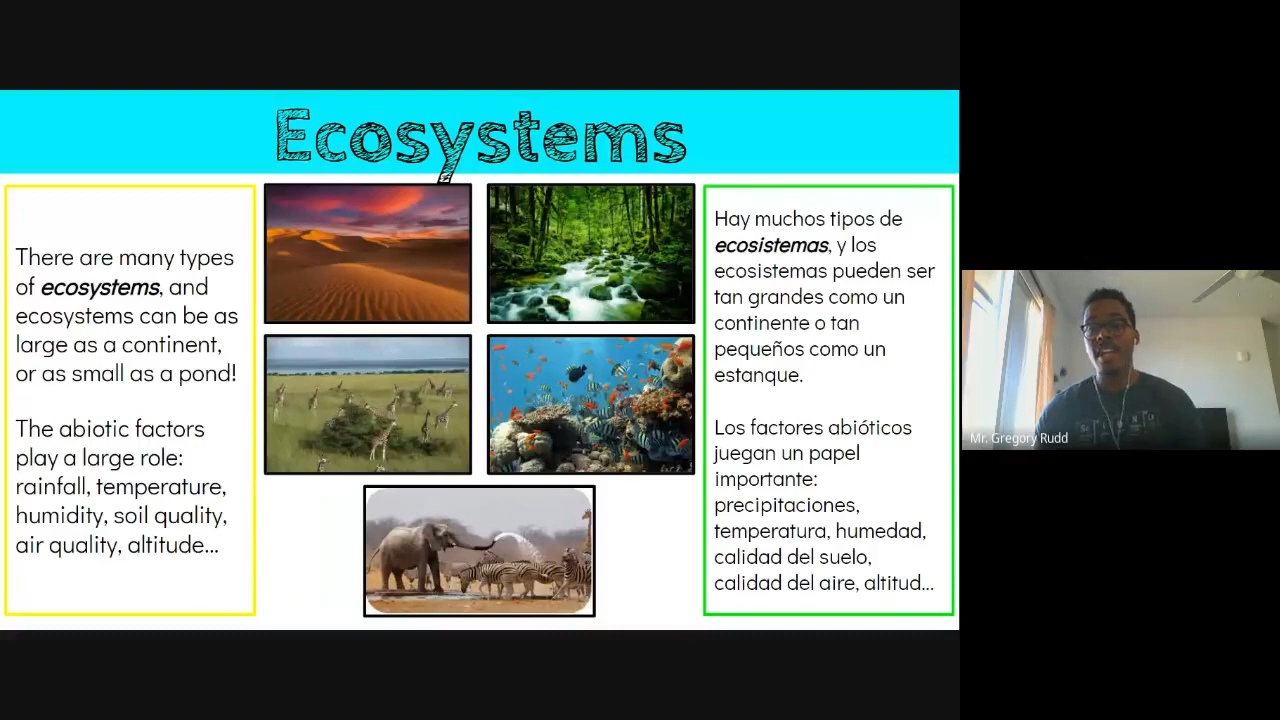 Ecosystems
There are many types
of ecosystems, and
ecosystems can be as
large as a continent,
or as small as a pond!
The abiotic factors
play a large role:
rainfall, temperature,
humidity, soil quality,
air quality, altitude...
Hay muchos tipos de
ecosistemas, y los
ecosistemas pueden ser
tan grandes como un
continente o tan
pequeños como un
estanque.
Los factores abióticos
juegan un papel
importante:
precipitaciones,
temperatura, humedad,
calidad del suelo,
calidad del aire, altitud...
Mr. Gregory Rudd